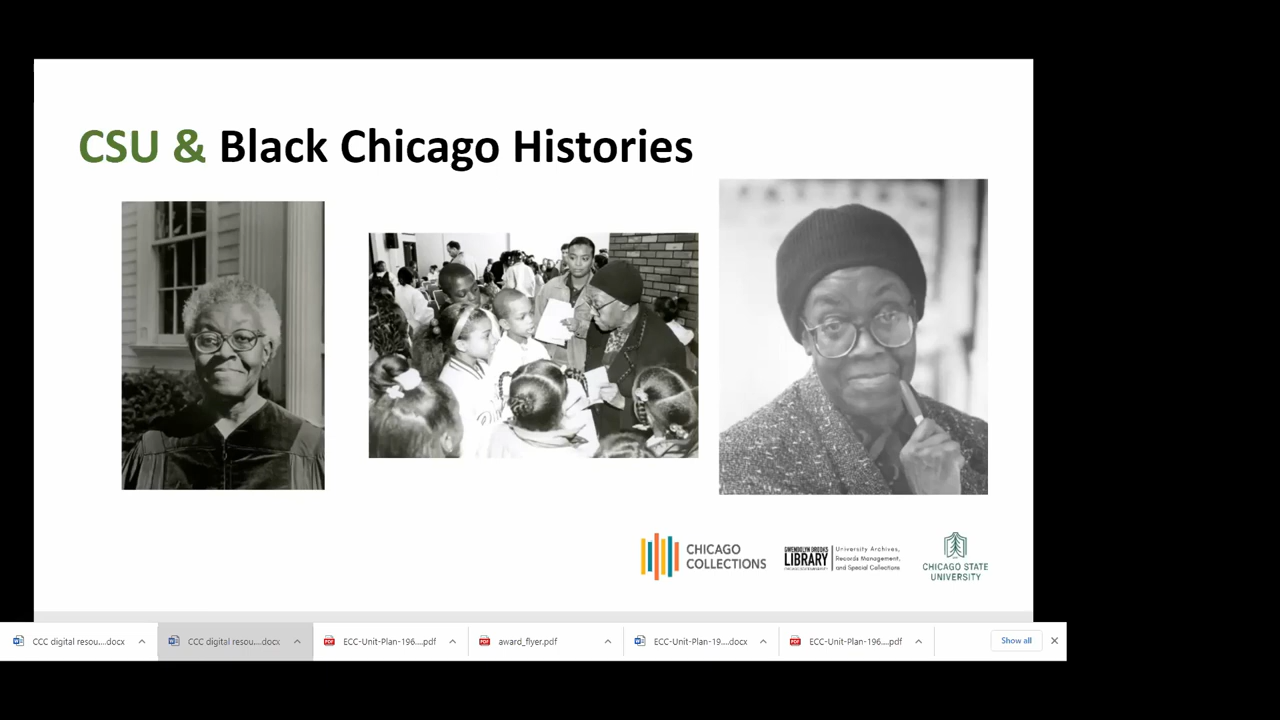 CSU & Black Chicago Histories
CHICAGO
COLLECTIONS
GWENDOLYN BROOKS
LIBRARY
University Archives,
Records Management,
and Special Collections
CHICAGO STATE
UNIVERSITY
CCC digital resou....docx
CCC digital resou....docx
ECC-Unit-Plan-196....pdf
award_flyer.pdf
ECC-Unit-Plan-19....docx
ECC-Unit-Plan-196....pdf
Show all